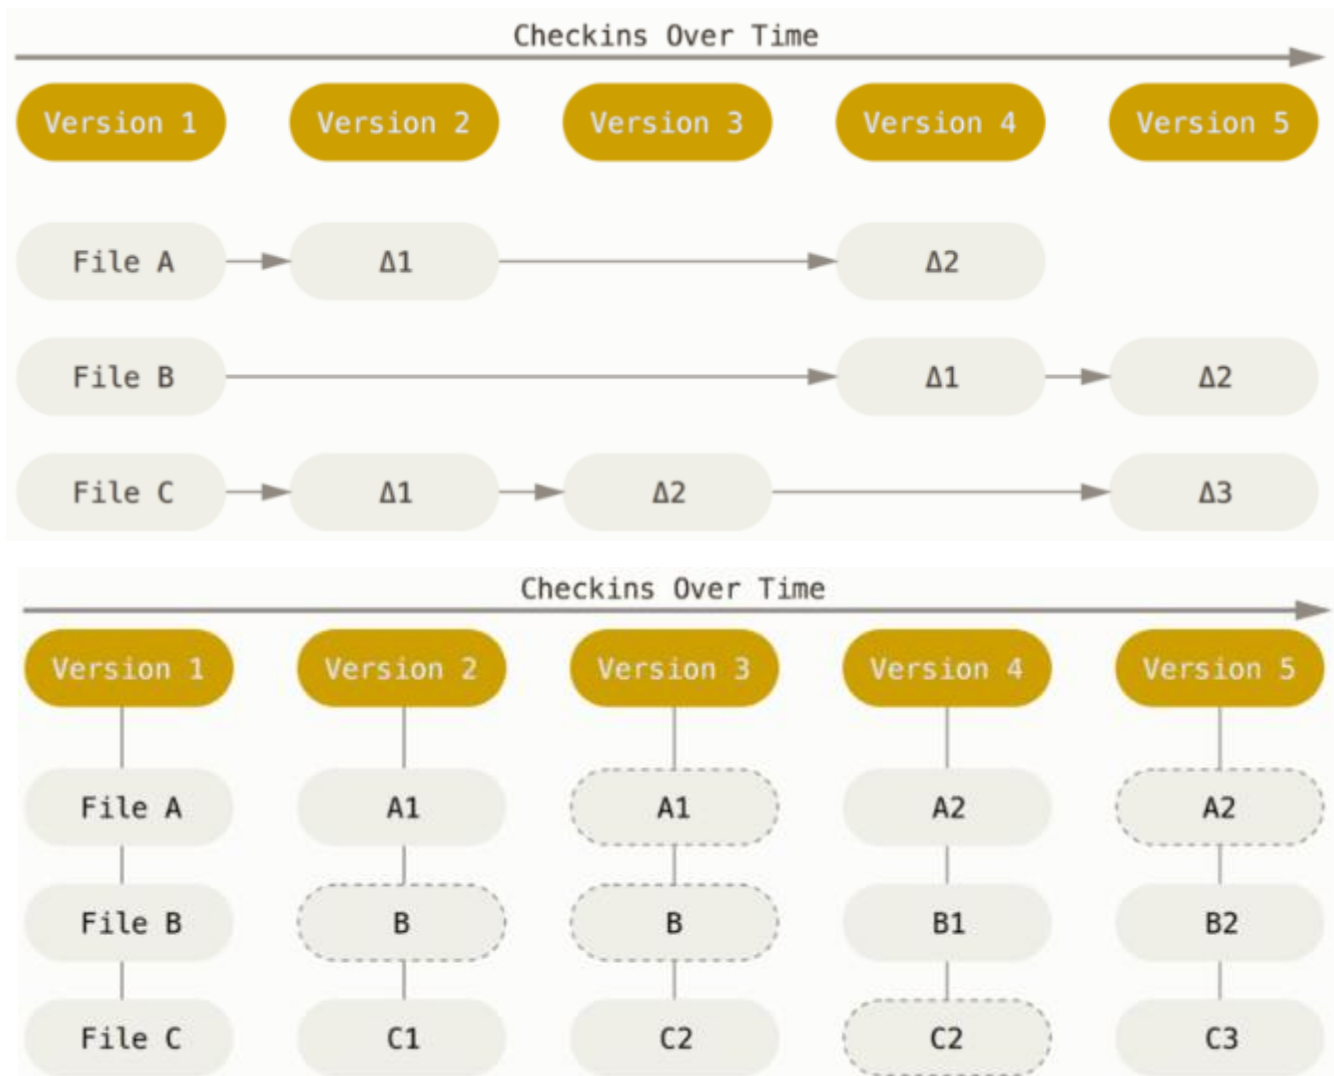 Checkins Over Time
Version 1 Version 2 Version 3 Version 4 Version 5
File A Δ1 Δ2
File B Δ1 Δ2
File C Δ1 Δ2 Δ3
Checkins Over Time
Version 1 Version 2 Version 3 Version 4 Version 5
File A A1 A1 A2 A2
File B B B B1 B2
File C C1 C2 C2 C3